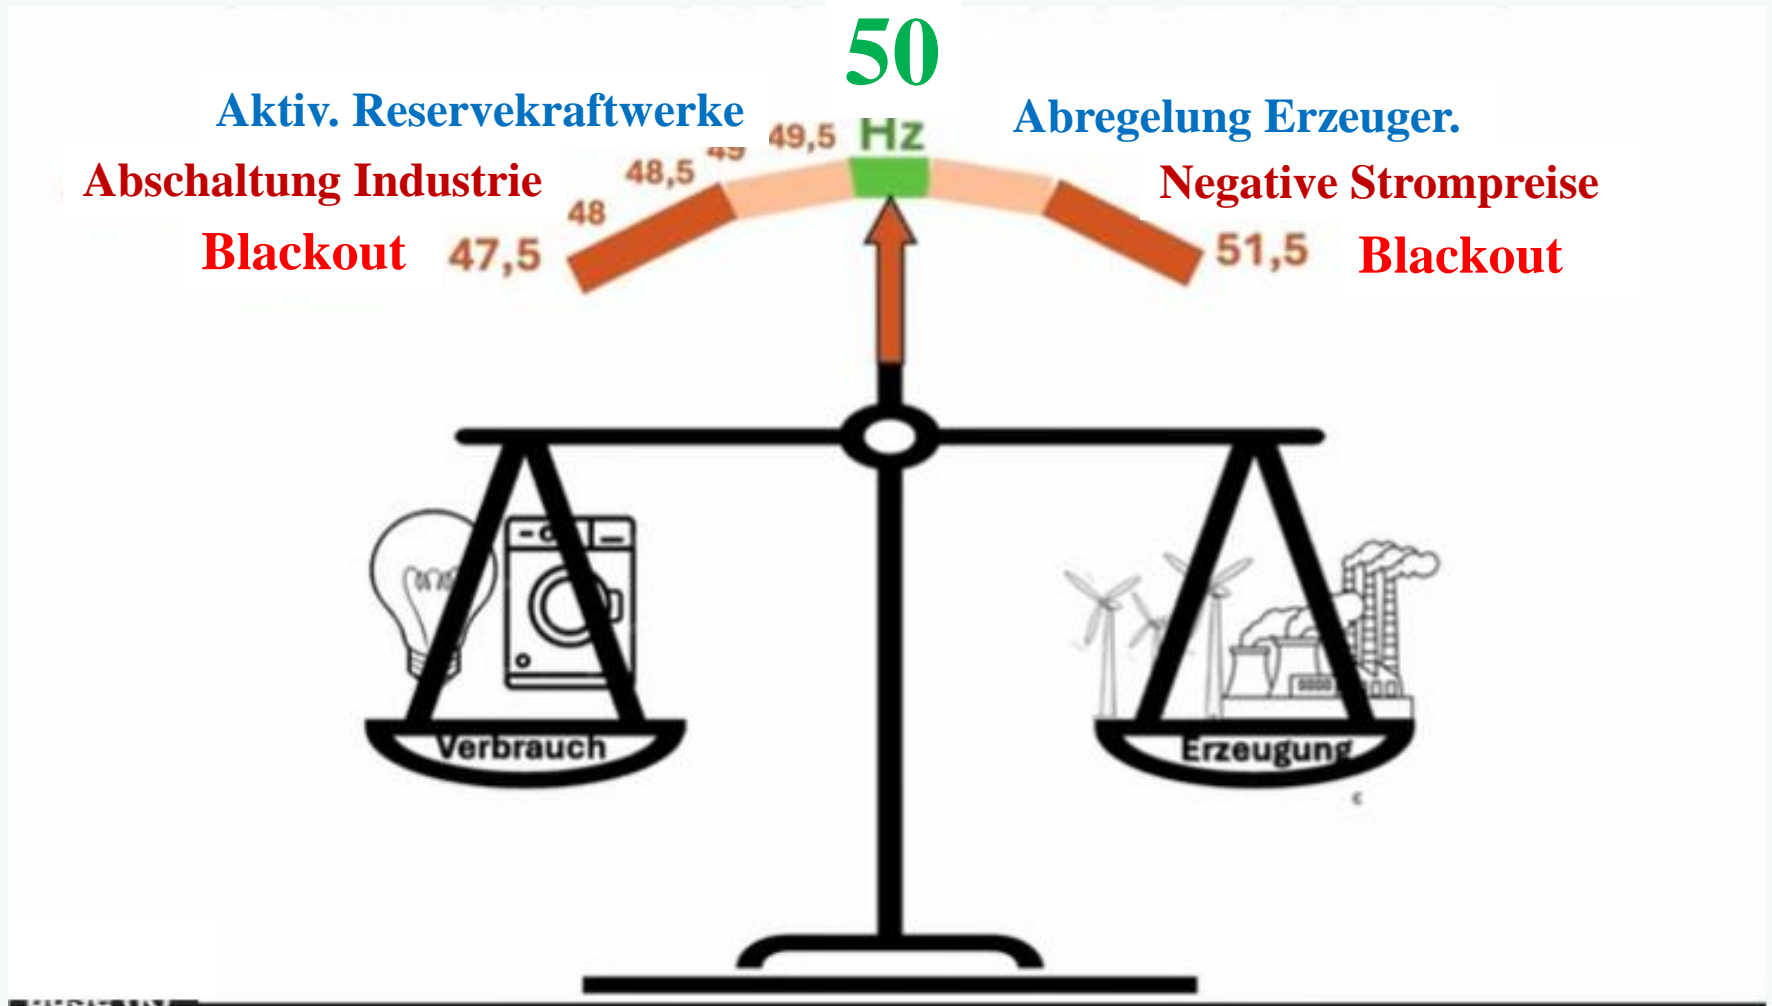 50
Hz
Aktiv. Reservekraftwerke
Abregelung Erzeuger.
49,5
49
48,5
Abschaltung Industrie
Negative Strompreise
48
Blackout 47,5
51,5 Blackout
Verbrauch
Erzeugung
€